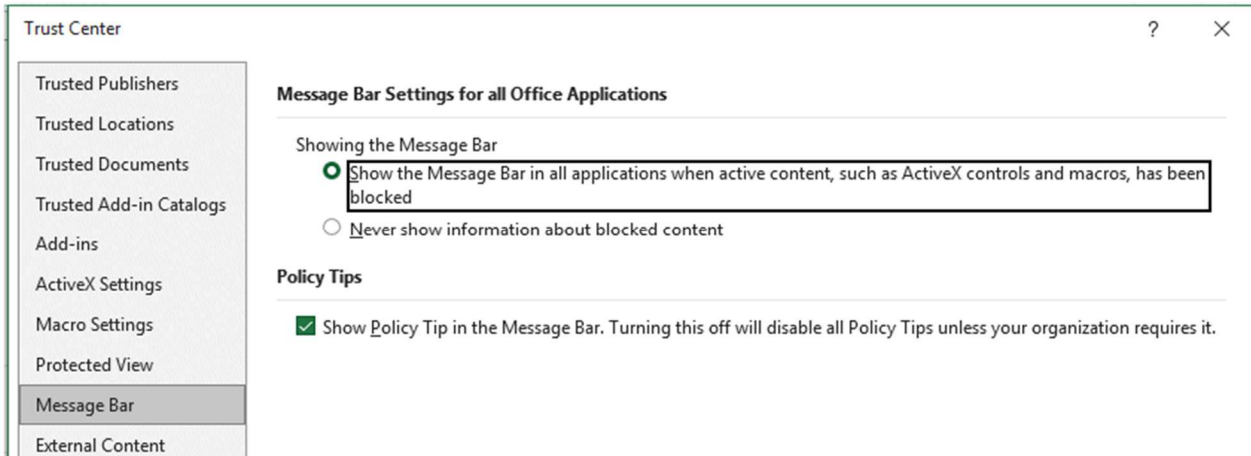 Trust Center
?
Trusted Publishers
Trusted Locations
Trusted Documents
Trusted Add-in Catalogs
Add-ins
ActiveX Settings
Macro Settings
Protected View
Message Bar
External Content
Message Bar Settings for all Office Applications
Showing the Message Bar
Show the Message Bar in all applications when active content, such as ActiveX controls and macros, has been
blocked
Never show information about blocked content
Policy Tips
Show Policy Tip in the Message Bar. Turning this off will disable all Policy Tips unless your organization requires it.